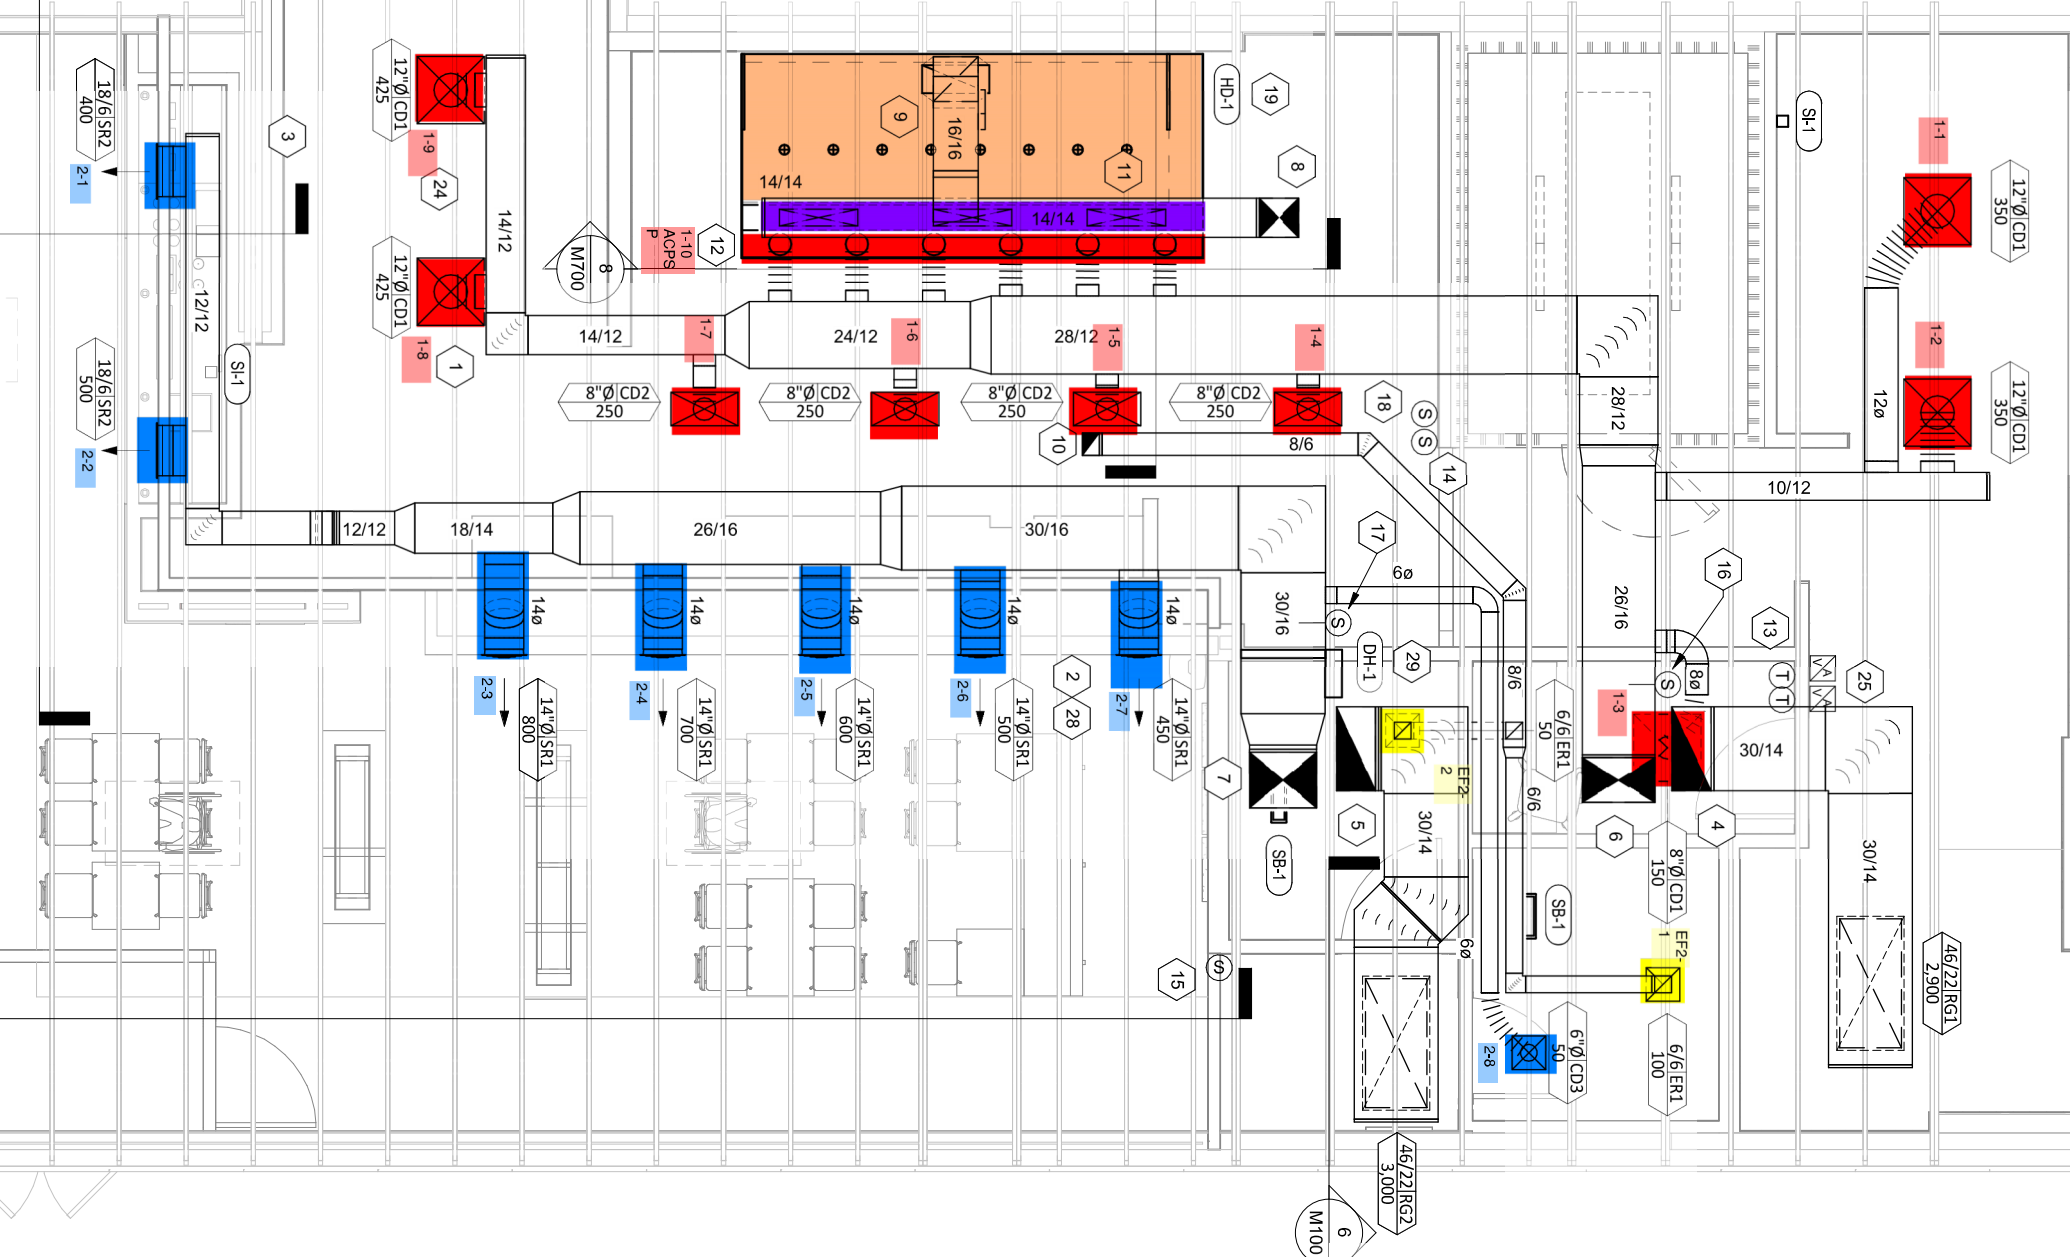 18/6 SR2
400
2-1
3
12"Ø CD1
425
1-9
24
14/12
16/16
9
11
14/14
14/14
HD-1
19
8
SI-1
1-1
12"Ø CD1
350
12/12
12"Ø CD1
425
1-8
1
8
M700
1-10
ACPS
P
12
18/6 SR2
500
2-2
SI-1
14/12
1-7
24/12
1-6
28/12
1-5
1-4
28/12
12ø
1-2
12"Ø CD1
350
8"Ø CD2
250
8"Ø CD2
250
8"Ø CD2
250
8"Ø CD2
250
18
S
S
10
8/6
14
10/12
12/12
18/14
26/16
30/16
17
6ø
16
14ø
14ø
14ø
14ø
14ø
30/16
S
DH-1
29
26/16
13
8/6
8ø
S
T
T
V A
V A
25
2-3
14"Ø SR1
800
2-4
14"Ø SR1
700
2-5
14"Ø SR1
600
2-6
14"Ø SR1
500
2
28
2-7
14"Ø SR1
450
7
SB-1
5
EF2-
2
30/14
6/6 ER1
50
6/6
1-3
6
4
30/14
30/14
8"Ø CD1
150
SB-1
6ø
15
S
EF2-
1
46/22 RG1
2,900
2-8
6"Ø CD3
50
6/6 ER1
100
46/22 RG2
3,000
6
M100